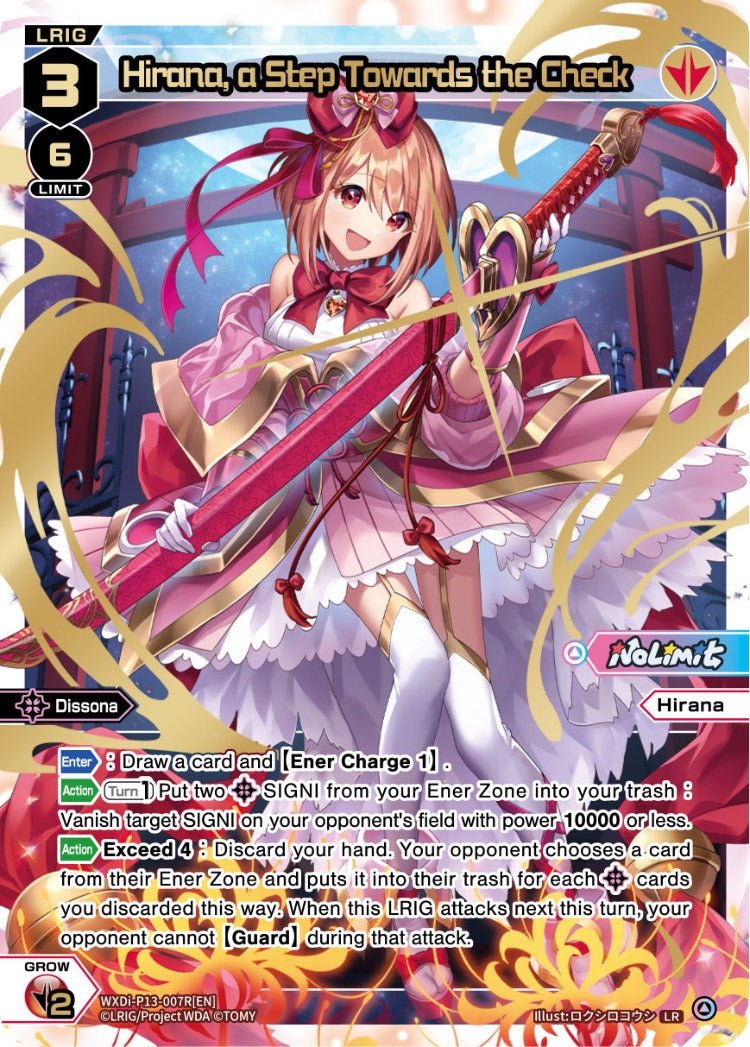 LRIG
3
Hirana, a Step Towards the Check
6
LIMIT
NoLimit
Dissona
Hirana
Enter : Draw a card and 【Ener Charge 1】.
Action Turn 1 Put two SIGNI from your Ener Zone into your trash :
Vanish target SIGNI on your opponent's field with power 10000 or less.
Action Exceed 4 : Discard your hand. Your opponent chooses a card
from their Ener Zone and puts it into their trash for each cards
you discarded this way. When this LRIG attacks next this turn, your
opponent cannot 【Guard】 during that attack.
GROW
2
WXDi-P13-007R[EN]
©LRIG/Project WDA ©TOMY
Illust:ロクシロコウシ LR